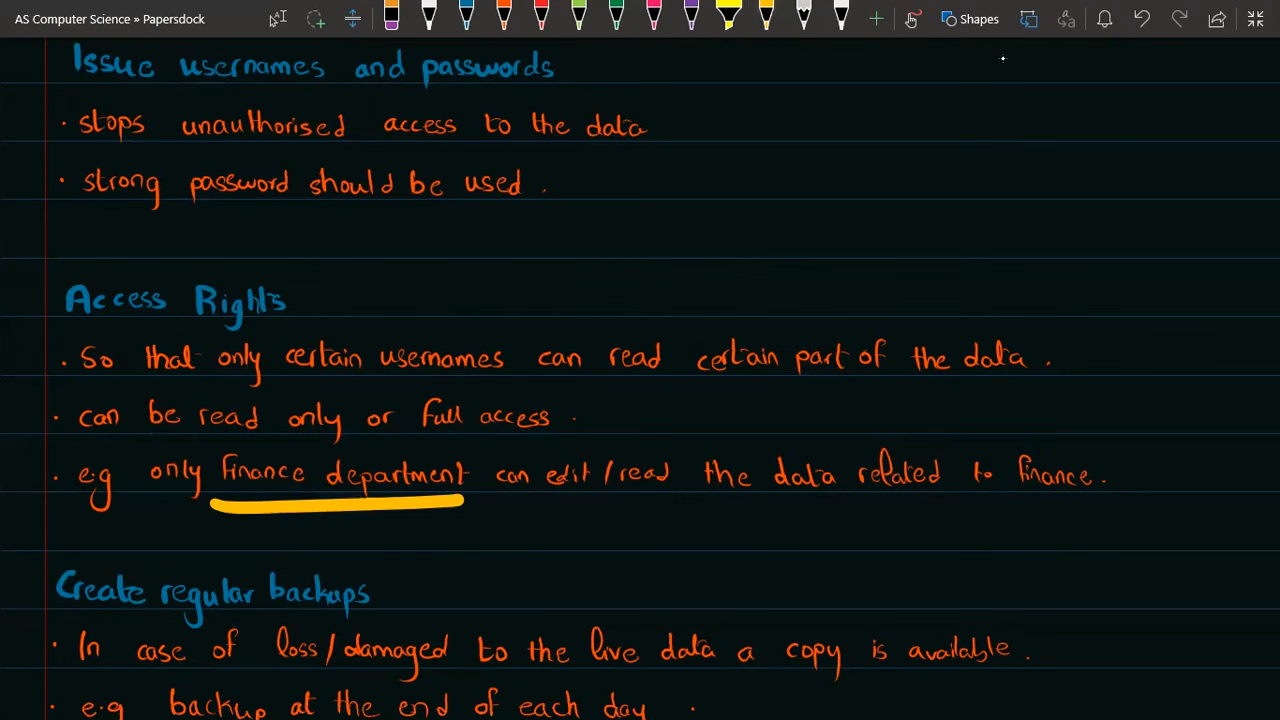 AS Computer Science » Papersdock
Shapes
Issue usernames and passwords
· stops unauthorised access to the data
· strong password should be used .
Access Rights
· So that only certain usernames can read certain part of the data .
· can be read only or full access .
· e.g only finance department can edit/read the data related to finance .
Create regular backups
· In case of loss/damaged to the live data a copy is available .
· e.g backup at the end of each day .